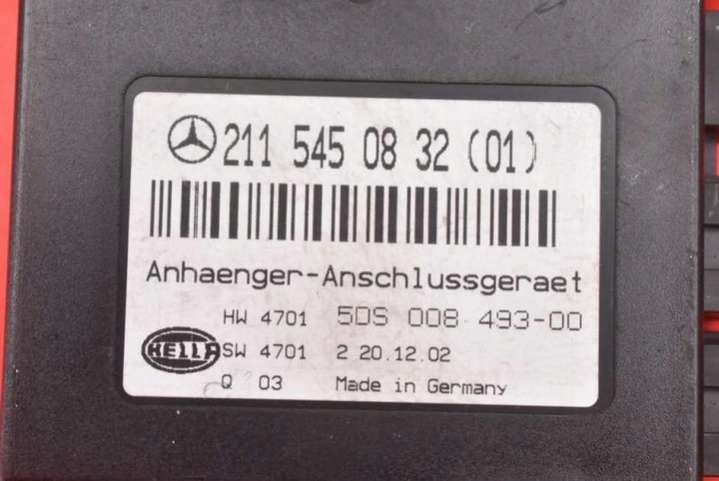 211 545 08 32 (01)
Anhaenger-Anschlussgeraet
HW 4701 5DS 008 493-00
HELLA SW 4701 2 20.12.02
Q 03 Made in Germany